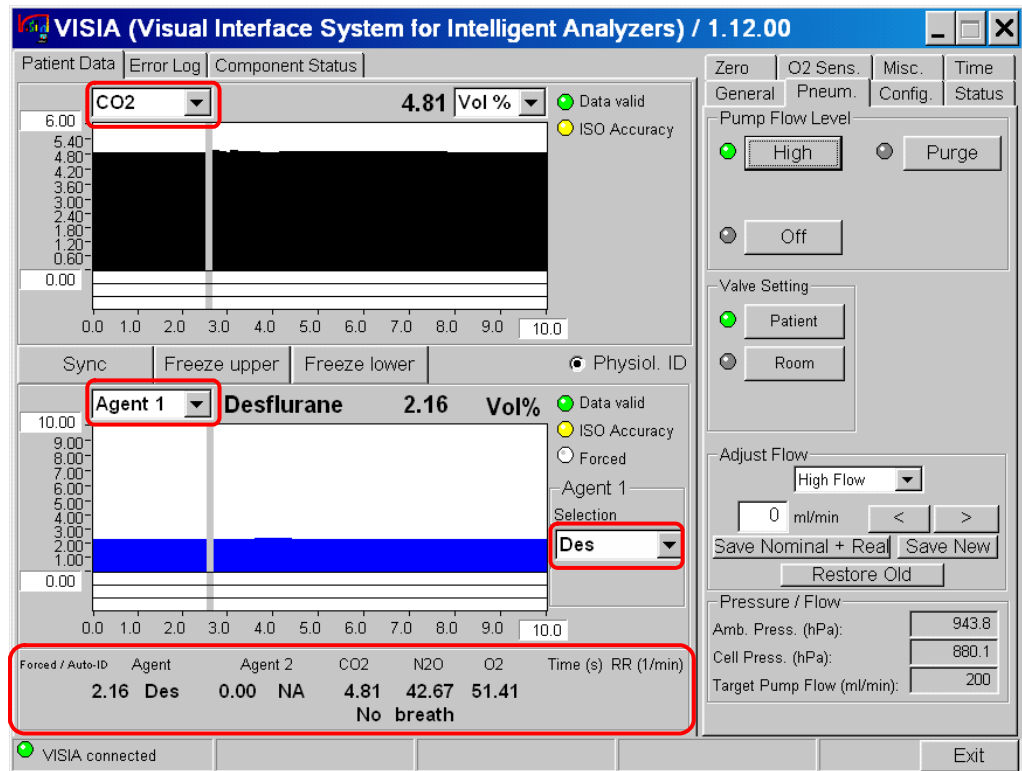 VISIA (Visual Interface System for Intelligent Analyzers) / 1.12.00
Patient Data Error Log Component Status
CO2 4.81 Vol %
Data valid
ISO Accuracy
6.00
5.40
4.80
4.20
3.60
3.00
2.40
1.80
1.20
0.60
0.00
0.0 1.0 2.0 3.0 4.0 5.0 6.0 7.0 8.0 9.0 10.0
Sync Freeze upper Freeze lower Physiol. ID
Agent 1 Desflurane 2.16 Vol%
Data valid
ISO Accuracy
Forced
Agent 1
Selection
Des
10.00
9.00
8.00
7.00
6.00
5.00
4.00
3.00
2.00
1.00
0.00
0.0 1.0 2.0 3.0 4.0 5.0 6.0 7.0 8.0 9.0 10.0
Forced / Auto-ID Agent Agent 2 CO2 N2O O2 Time (s) RR (1/min)
2.16 Des 0.00 NA 4.81 42.67 51.41
No breath
Zero O2 Sens. Misc. Time
General Pneum. Config. Status
Pump Flow Level
High Purge
Off
Valve Setting
Patient
Room
Adjust Flow
High Flow
0 ml/min < >
Save Nominal + Real Save New
Restore Old
Pressure / Flow
Amb. Press. (hPa): 943.8
Cell Press. (hPa): 880.1
Target Pump Flow (ml/min): 200
VISIA connected Exit